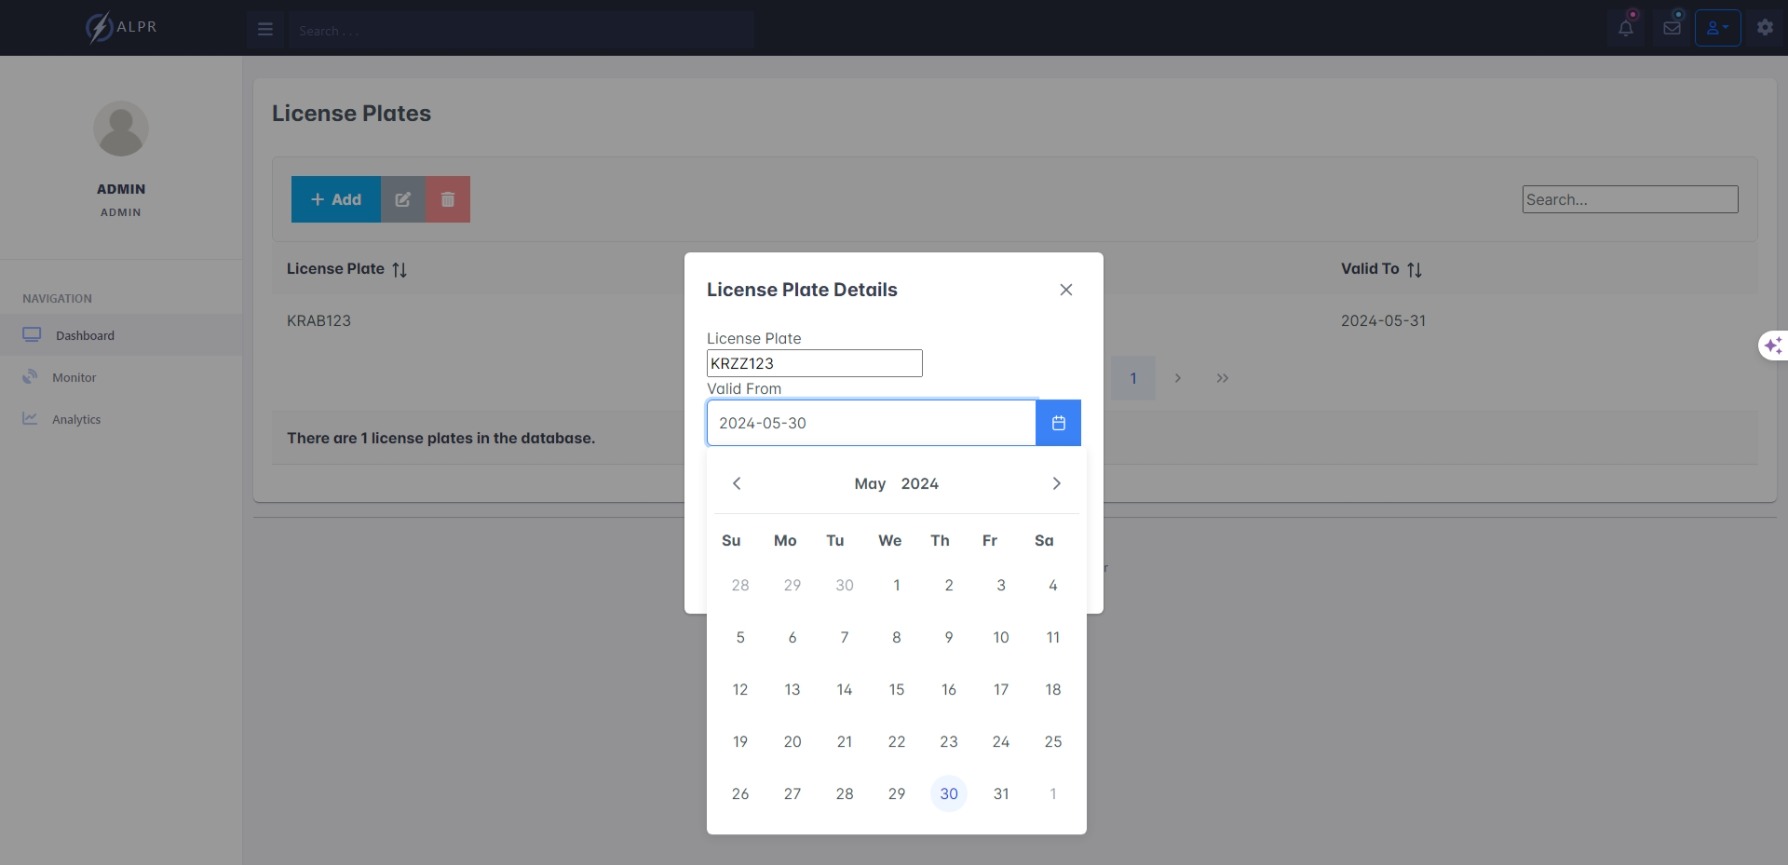 ALPR
Search . . .
ADMIN
ADMIN
NAVIGATION
Dashboard
Monitor
Analytics
License Plates
+ Add
Search...
License Plate
Valid To
KRAB123
2024-05-31
1
There are 1 license plates in the database.
License Plate Details
License Plate
KRZZ123
Valid From
2024-05-30
May 2024
Su Mo Tu We Th Fr Sa
28 29 30 1 2 3 4
5 6 7 8 9 10 11
12 13 14 15 16 17 18
19 20 21 22 23 24 25
26 27 28 29 30 31 1